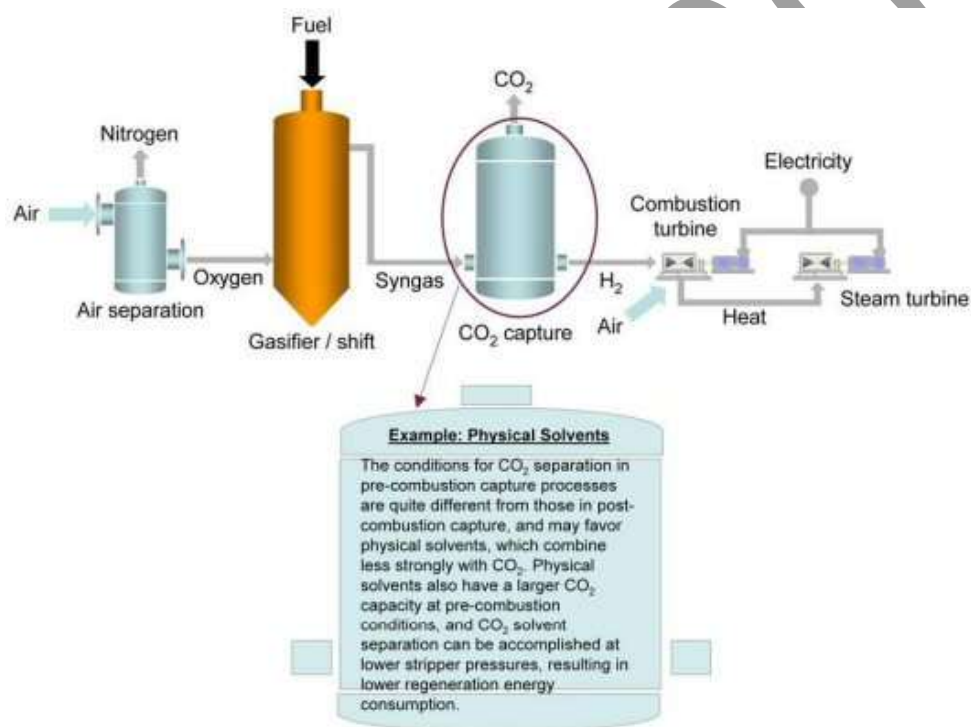 Fuel
CO₂
Nitrogen
Electricity
Air
Combustion
turbine
Oxygen
Syngas
H₂
Air separation
Air
Heat
Steam turbine
Gasifier / shift
CO₂ capture
Example: Physical Solvents
The conditions for CO₂ separation in
pre-combustion capture processes
are quite different from those in post-
combustion capture, and may favor
physical solvents, which combine
less strongly with CO₂. Physical
solvents also have a larger CO₂
capacity at pre-combustion
conditions, and CO₂ solvent
separation can be accomplished at
lower stripper pressures, resulting in
lower regeneration energy
consumption.